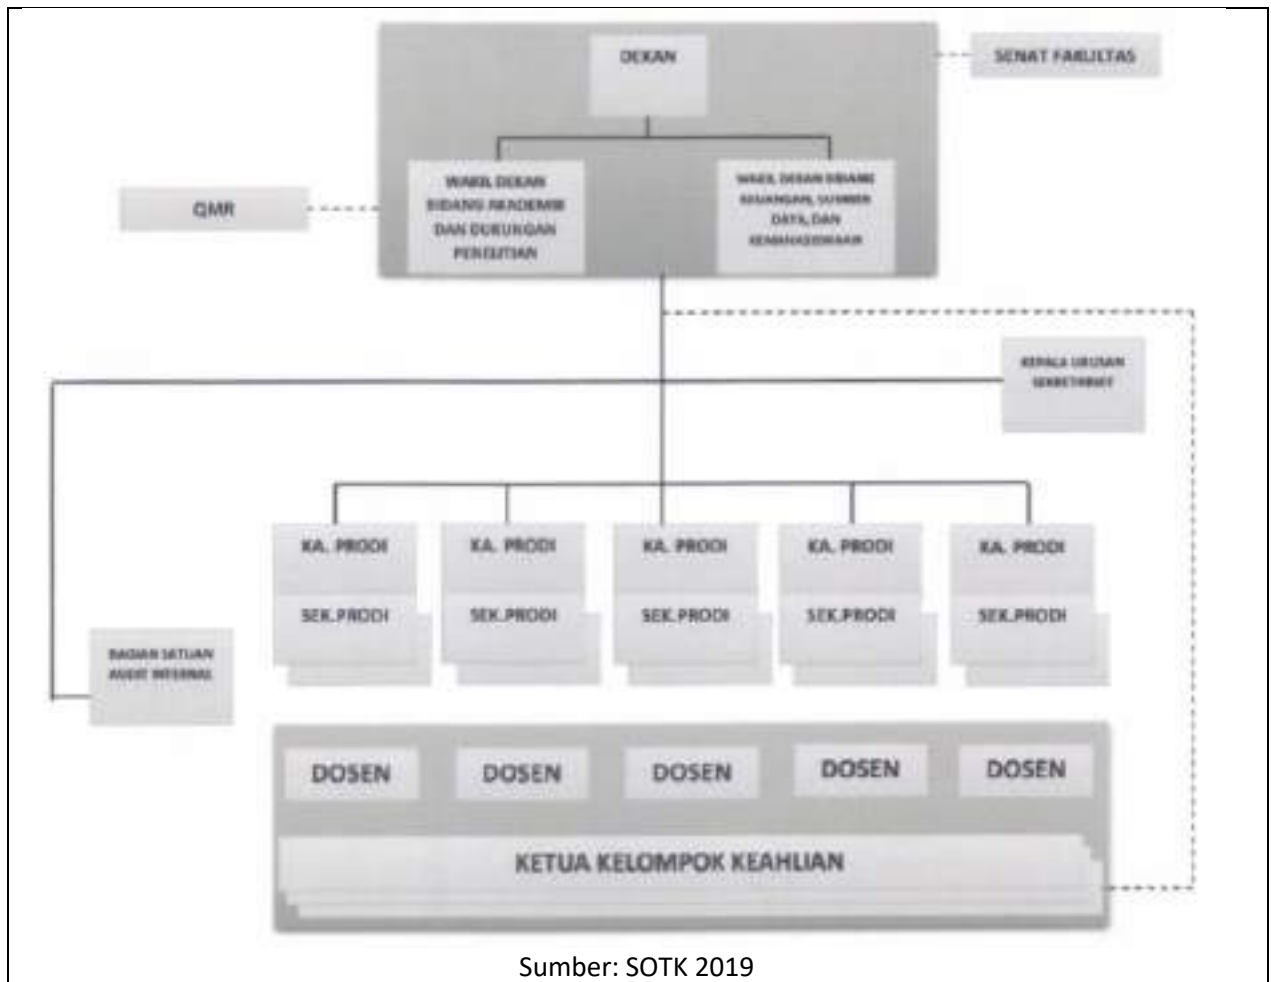 DEKAN
SENAT FAKULTAS
QMR
WAKIL DEKAN
BIDANG AKADEMIK
DAN DUKUNGAN
PENELITIAN
WAKIL DEKAN BIDANG
KEUANGAN, SUMBER
DAYA, DAN
KEMAHASISWAAN
KEPALA URUSAN
SEKRETARIAT
KA. PRODI
KA. PRODI
KA. PRODI
KA. PRODI
KA. PRODI
SEK.PRODI
SEK.PRODI
SEK.PRODI
SEK.PRODI
SEK.PRODI
BAGIAN SATUAN
AUDIT INTERNAL
DOSEN
DOSEN
DOSEN
DOSEN
DOSEN
KETUA KELOMPOK KEAHLIAN
Sumber: SOTK 2019